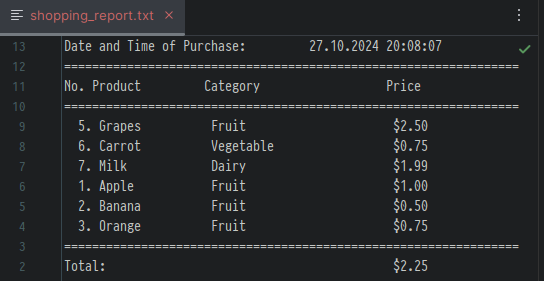 shopping_report.txt
13 Date and Time of Purchase: 27.10.2024 20:08:07
12 =================================================================
11 No. Product Category Price
10 =================================================================
9 5. Grapes Fruit $2.50
8 6. Carrot Vegetable $0.75
7 7. Milk Dairy $1.99
6 1. Apple Fruit $1.00
5 2. Banana Fruit $0.50
4 3. Orange Fruit $0.75
3 =================================================================
2 Total: $2.25